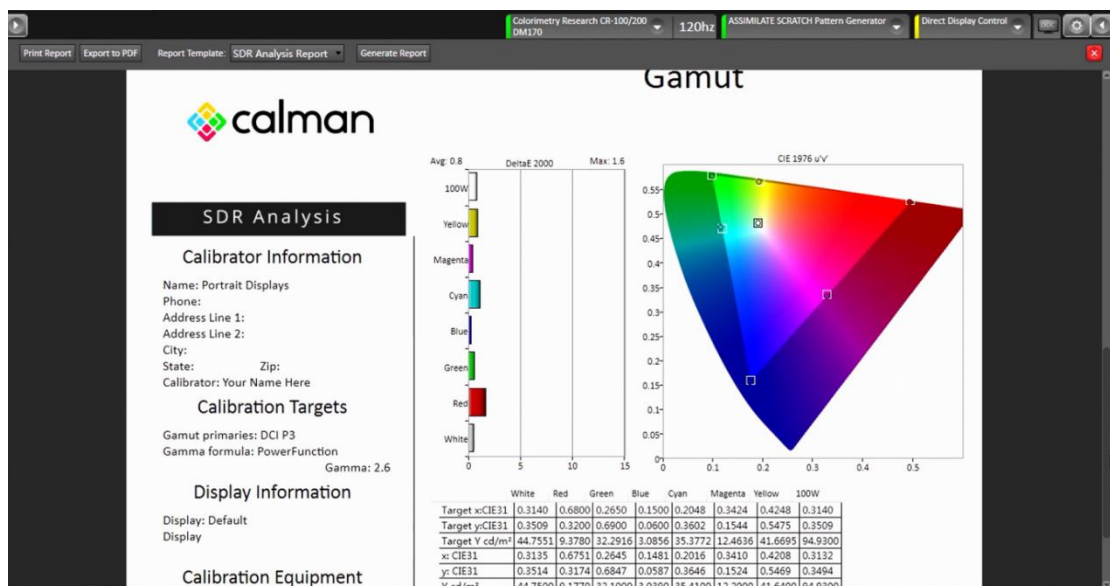 Colorimetry Research CR-100/200
DM170
120hz
ASSIMILATE SCRATCH Pattern Generator
Direct Display Control
Print Report
Export to PDF
Report Template:
SDR Analysis Report
Generate Report
calman
SDR Analysis
Calibrator Information
Name: Portrait Displays
Phone:
Address Line 1:
Address Line 2:
City:
State: Zip:
Calibrator: Your Name Here
Calibration Targets
Gamut primaries: DCI P3
Gamma formula: PowerFunction
Gamma: 2.6
Display Information
Display: Default
Display
Calibration Equipment
Gamut
Avg: 0.8 DeltaE 2000 Max: 1.6
100W
Yellow
Magenta
Cyan
Blue
Green
Red
White
0 5 10 15
CIE 1976 u'v'
0.55
0.5
0.45
0.4
0.35
0.3
0.25
0.2
0.15
0.1
0.05
0
0 0.1 0.2 0.3 0.4 0.5
White Red Green Blue Cyan Magenta Yellow 100W
Target x:CIE31 0.3140 0.6800 0.2650 0.1500 0.2048 0.3424 0.4248 0.3140
Target y:CIE31 0.3509 0.3200 0.6900 0.0600 0.3602 0.1544 0.5475 0.3509
Target Y cd/m² 44.7551 9.3780 32.2916 3.0856 35.3772 12.4636 41.6695 94.9300
x: CIE31 0.3135 0.6751 0.2645 0.1481 0.2016 0.3410 0.4208 0.3132
y: CIE31 0.3514 0.3174 0.6847 0.0587 0.3646 0.1524 0.5469 0.3494